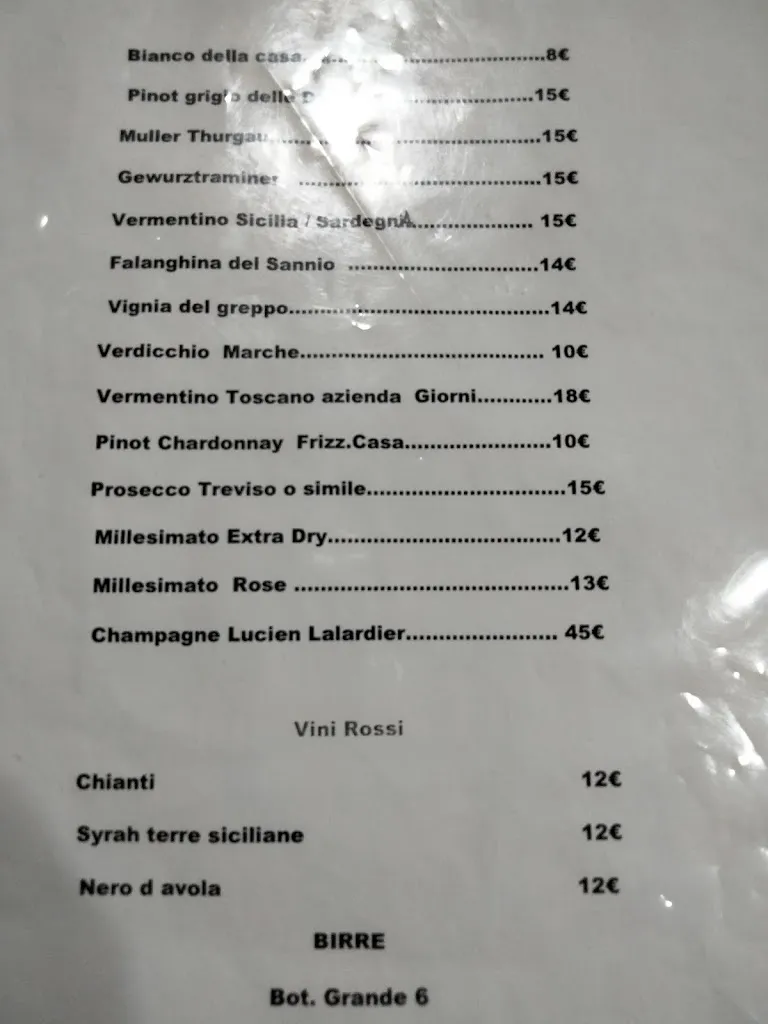 Bianco della casa..............................8€
Pinot grigio delle ..................15€
Muller Thurgau..............................15€
Gewurztraminer ..............................15€
Vermentino Sicilia / SardegnA.................. 15€
Falanghina del Sannio .............................14€
Vignia del greppo.......................................14€
Verdicchio Marche..................................... 10€
Vermentino Toscano azienda Giorni...........18€
Pinot Chardonnay Frizz.Casa......................10€
Prosecco Treviso o simile..............................15€
Millesimato Extra Dry...................................12€
Millesimato Rose .........................................13€
Champagne Lucien Lalardier....................... 45€
Vini Rossi
Chianti 12€
Syrah terre siciliane 12€
Nero d avola 12€
BIRRE
Bot. Grande 6